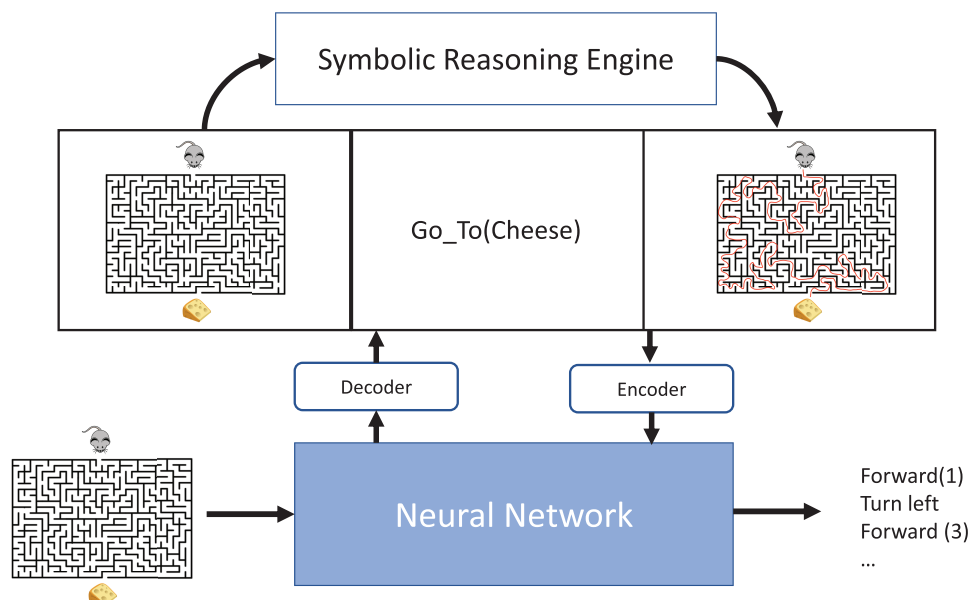 Symbolic Reasoning Engine
Go_To(Cheese)
Decoder
Encoder
Neural Network
Forward(1)
Turn left
Forward (3)
...